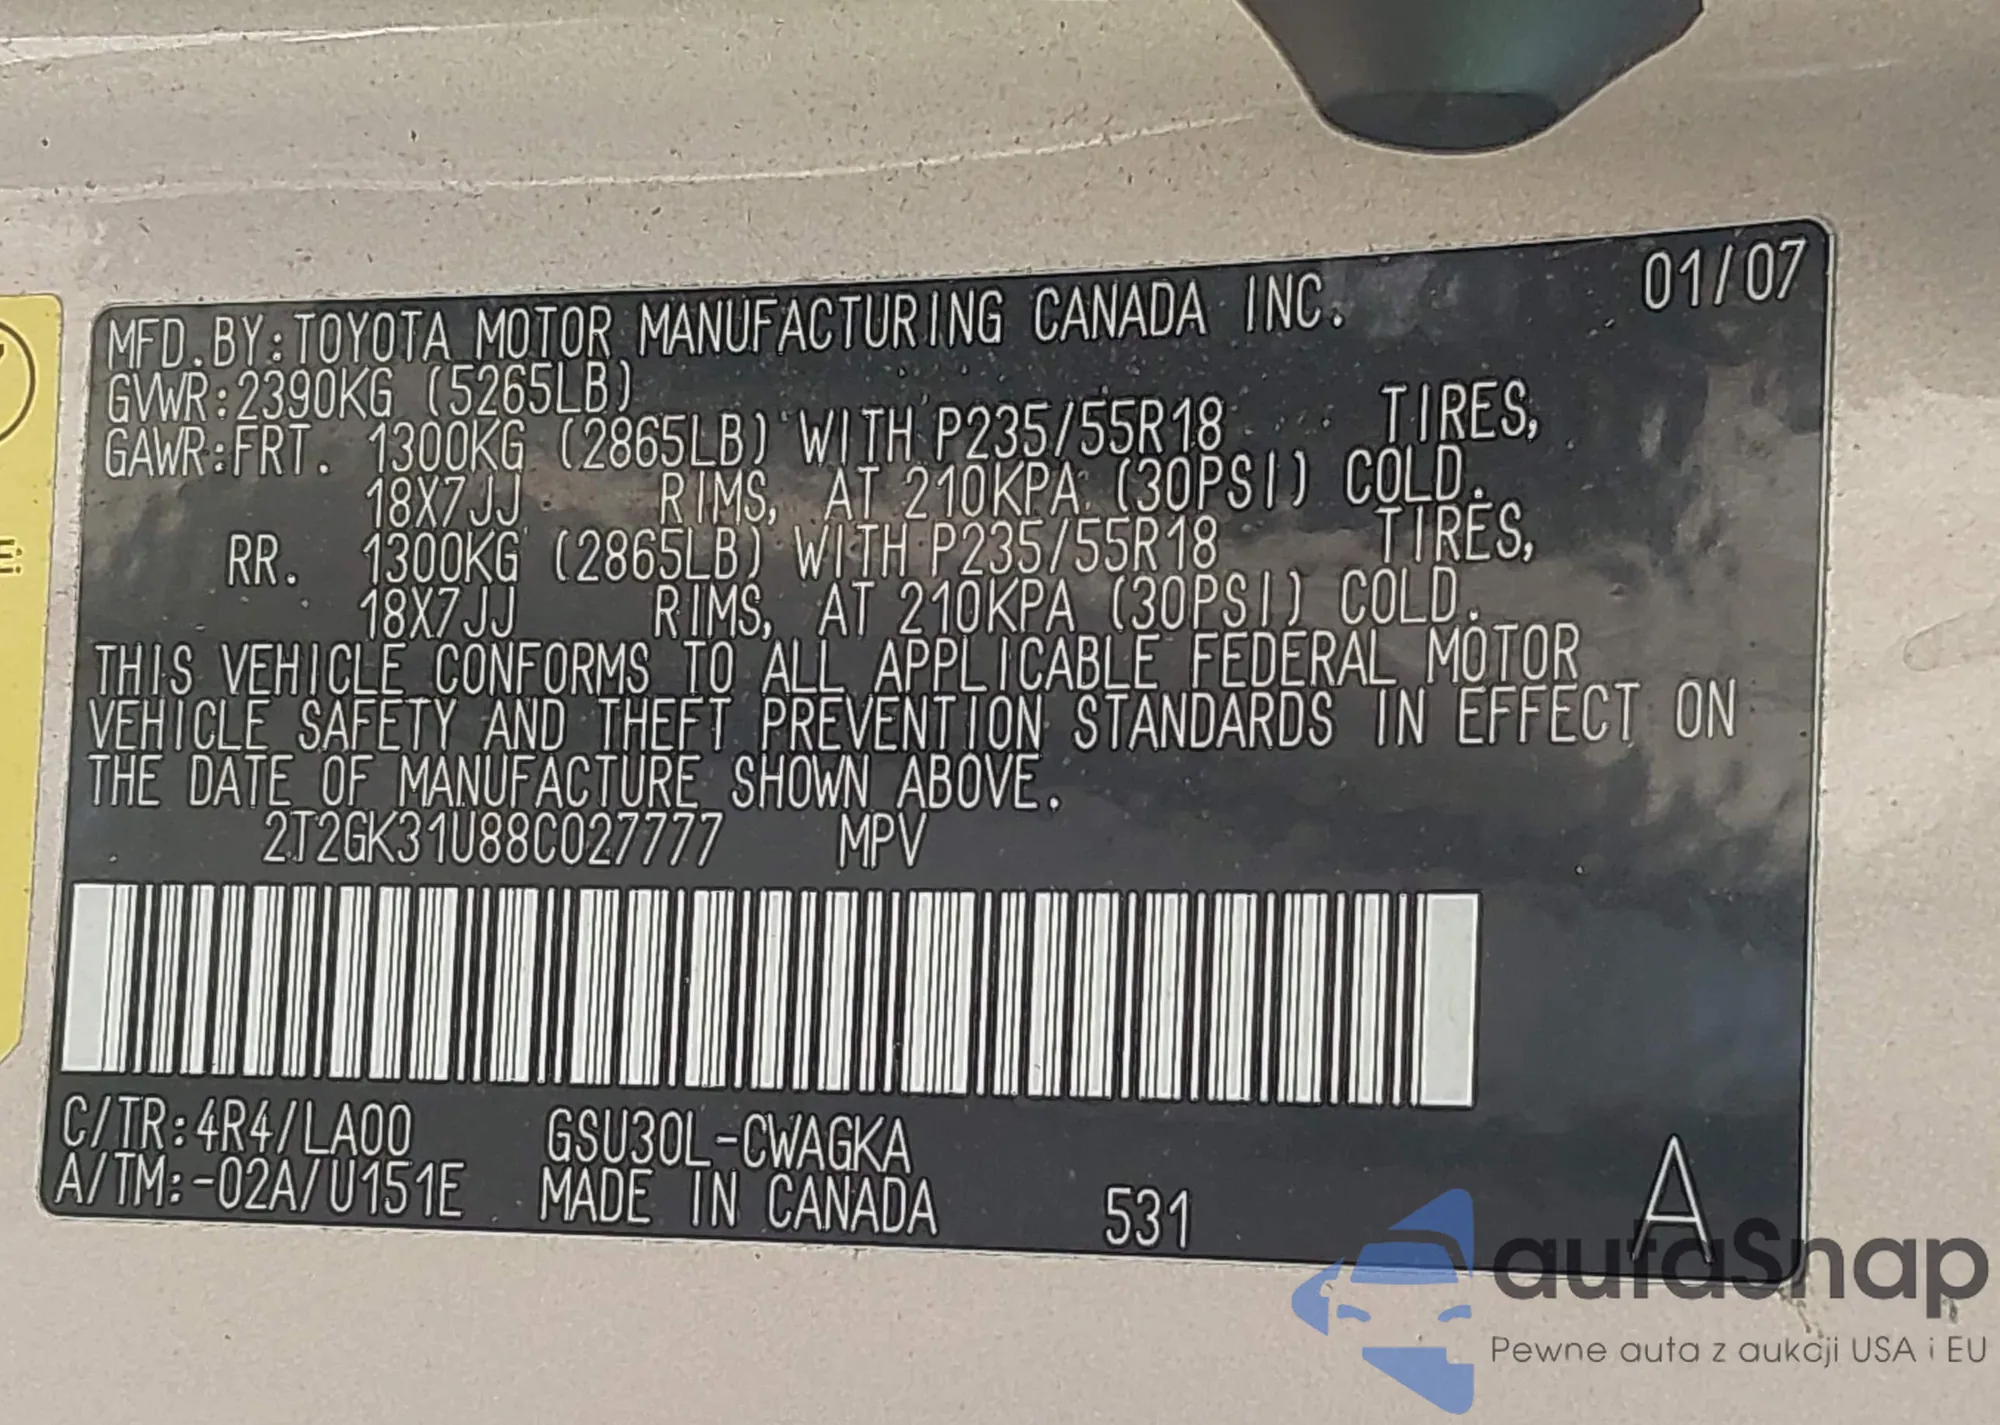 01/07
MFD.BY:TOYOTA MOTOR MANUFACTURING CANADA INC.
GVWR:2390KG (5265LB)
GAWR:FRT. 1300KG (2865LB) WITH P235/55R18 TIRES,
18X7JJ RIMS, AT 210KPA (30PSI) COLD.
RR. 1300KG (2865LB) WITH P235/55R18 TIRES,
18X7JJ RIMS, AT 210KPA (30PSI) COLD.
THIS VEHICLE CONFORMS TO ALL APPLICABLE FEDERAL MOTOR
VEHICLE SAFETY AND THEFT PREVENTION STANDARDS IN EFFECT ON
THE DATE OF MANUFACTURE SHOWN ABOVE.
2T2GK31U88C027777 MPV
C/TR:4R4/LA00 GSU30L-CWAGKA
A/TM:-02A/U151E MADE IN CANADA 531 A
autaSnap
Pewne auta z aukcji USA i EU